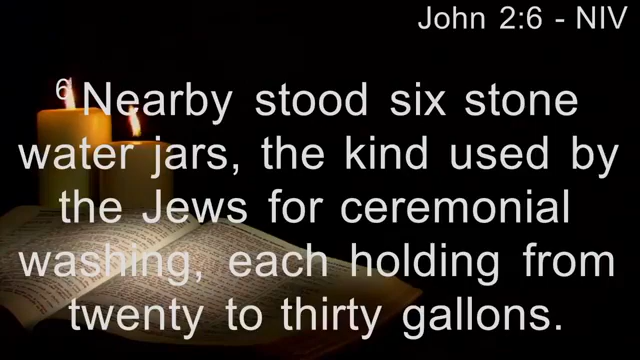 John 2:6 - NIV
6 Nearby stood six stone
water jars, the kind used by
the Jews for ceremonial
washing, each holding from
twenty to thirty gallons.